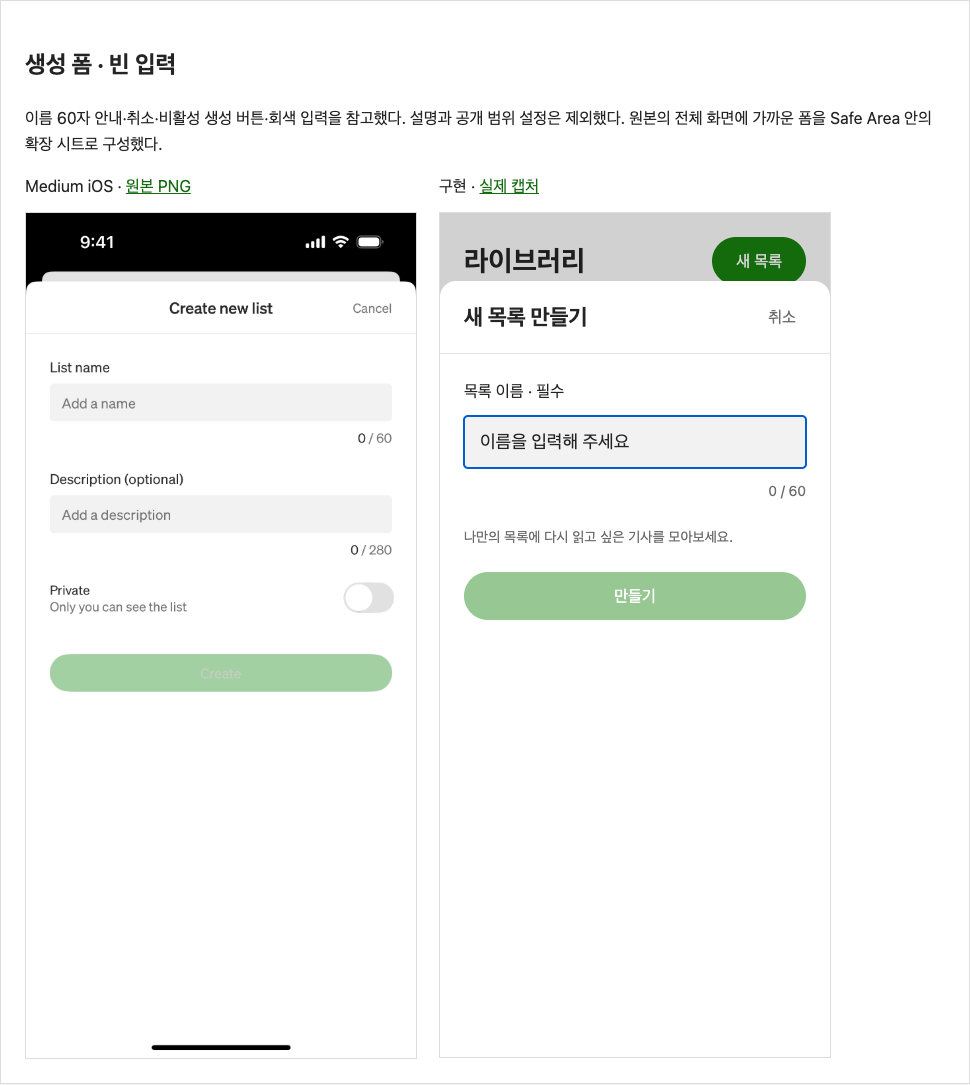 생성 폼 · 빈 입력
이름 60자 안내·취소·비활성 생성 버튼·회색 입력을 참고했다. 설명과 공개 범위 설정은 제외했다. 원본의 전체 화면에 가까운 폼을 Safe Area 안의
확장 시트로 구성했다.
Medium iOS · 원본 PNG
9:41
Create new list
Cancel
List name
Add a name
0 / 60
Description (optional)
Add a description
0 / 280
Private
Only you can see the list
Create
구현 · 실제 캡처
라이브러리
새 목록
새 목록 만들기
취소
목록 이름 · 필수
이름을 입력해 주세요
0 / 60
나만의 목록에 다시 읽고 싶은 기사를 모아보세요.
만들기